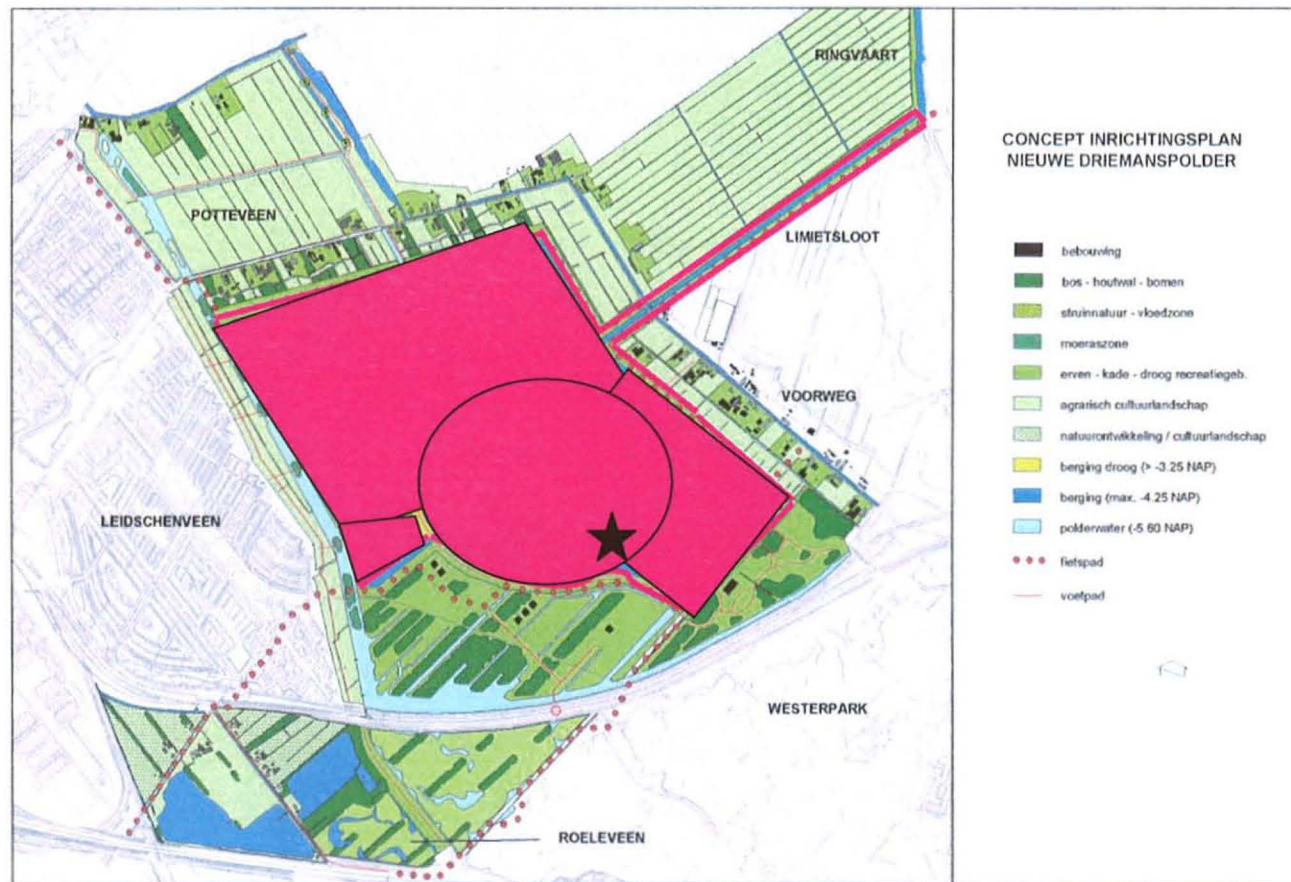 RINGVAART
CONCEPT INRICHTINGSPLAN
NIEUWE DRIEMANSPOLDER
POTTEVEEN
LIMIETSLOOT
bebouwing
bos - houtwal - bomen
struinnatuur - vloedzone
moeraszone
VOORWEG
erven - kade - droog recreatiegeb.
agrarisch cultuurlandschap
natuurontwikkeling / cultuurlandschap
berging droog (> -3.25 NAP)
LEIDSCHENVEEN
berging (max. -4.25 NAP)
polderwater (-5.60 NAP)
fietspad
voetpad
WESTERPARK
ROELEVEEN